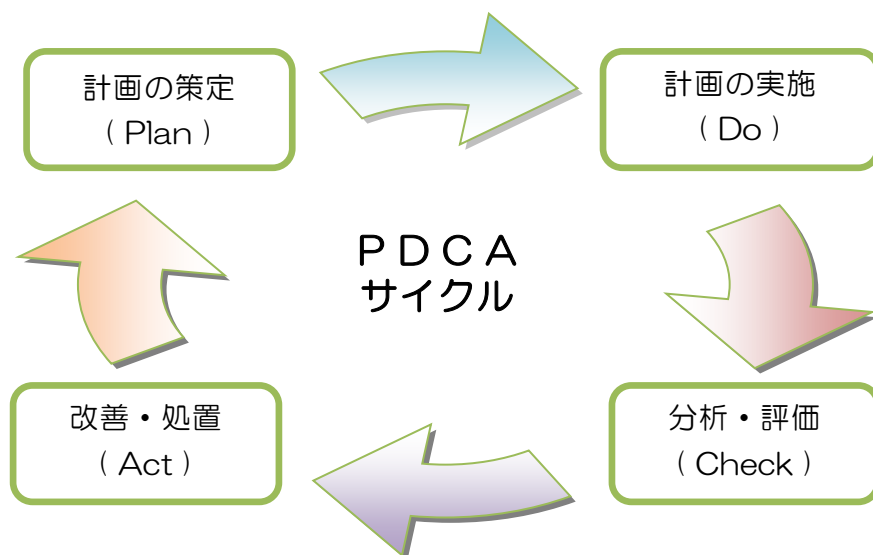 計画の策定
（Plan）
計画の実施
（Do）
PDCA
サイクル
改善・処置
（Act）
分析・評価
（Check）